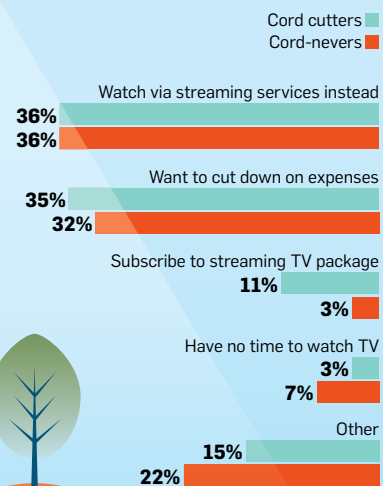 Cord cutters
Cord-nevers
Watch via streaming services instead
36%
36%
Want to cut down on expenses
35%
32%
Subscribe to streaming TV package
11%
3%
Have no time to watch TV
3%
7%
Other
15%
22%